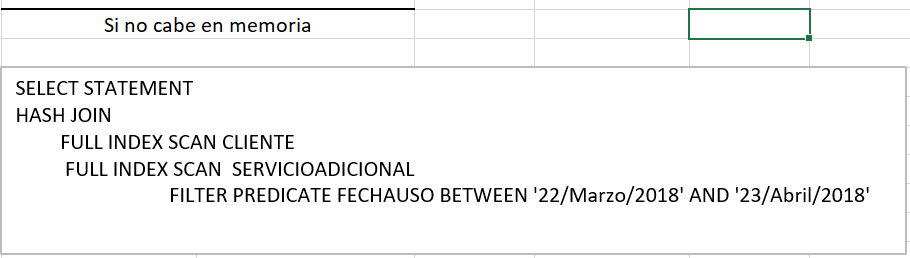 Si no cabe en memoria
SELECT STATEMENT
HASH JOIN
FULL INDEX SCAN CLIENTE
FULL INDEX SCAN SERVICIOADICIONAL
FILTER PREDICATE FECHAUSO BETWEEN '22/Marzo/2018' AND '23/Abril/2018'